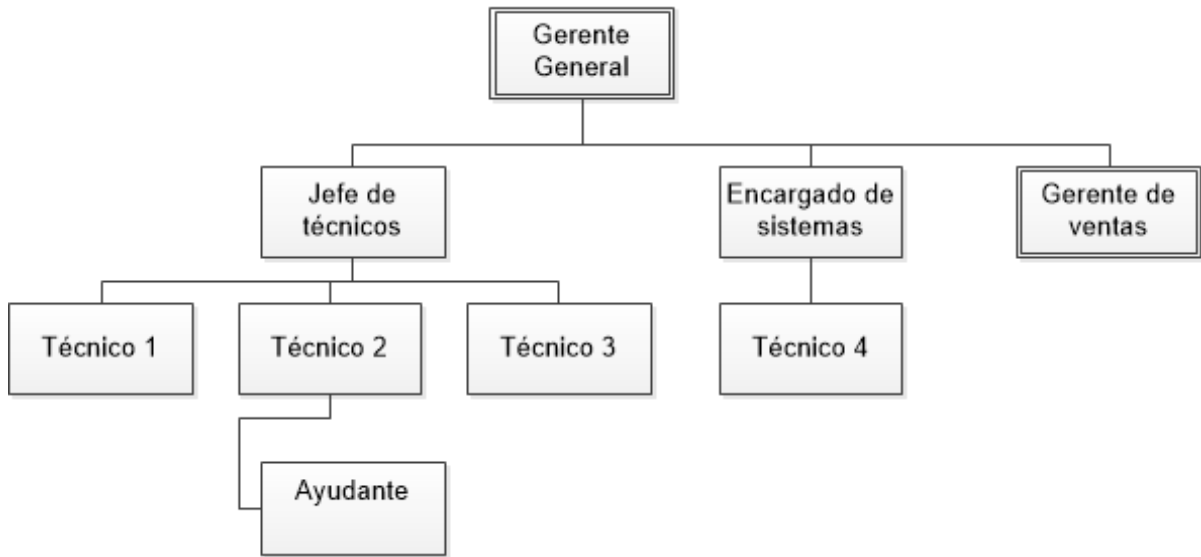 Gerente
General
Jefe de
técnicos
Encargado de
sistemas
Gerente de
ventas
Técnico 1
Técnico 2
Técnico 3
Técnico 4
Ayudante